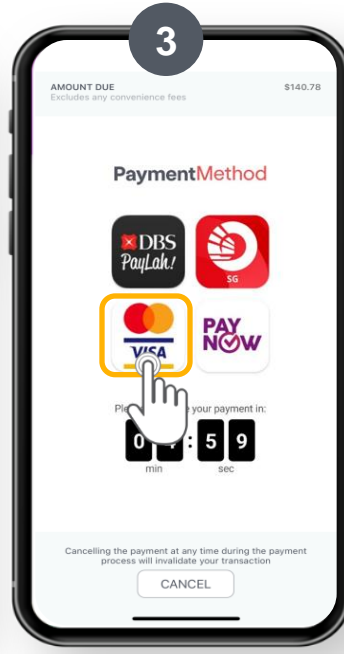 3
AMOUNT DUE $140.78
Excludes any convenience fees
PaymentMethod
DBS
PayLah!
SG
VISA
PAY
NOW
your payment in:
0 : 5 9
min sec
Cancelling the payment at any time during the payment
process will invalidate your transaction
CANCEL